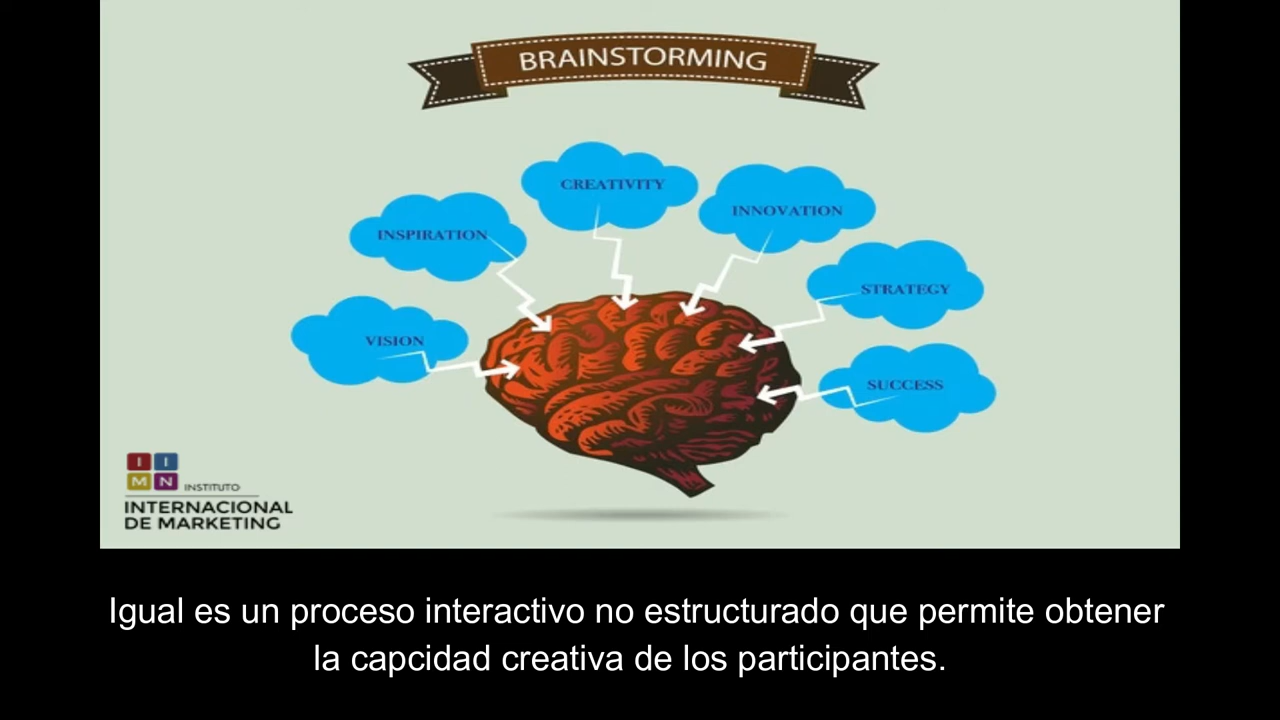 BRAINSTORMING
CREATIVITY
INNOVATION
INSPIRATION
STRATEGY
VISION
SUCCESS
I I
M N INSTITUTO
INTERNACIONAL
DE MARKETING
Igual es un proceso interactivo no estructurado que permite obtener
la capcidad creativa de los participantes.